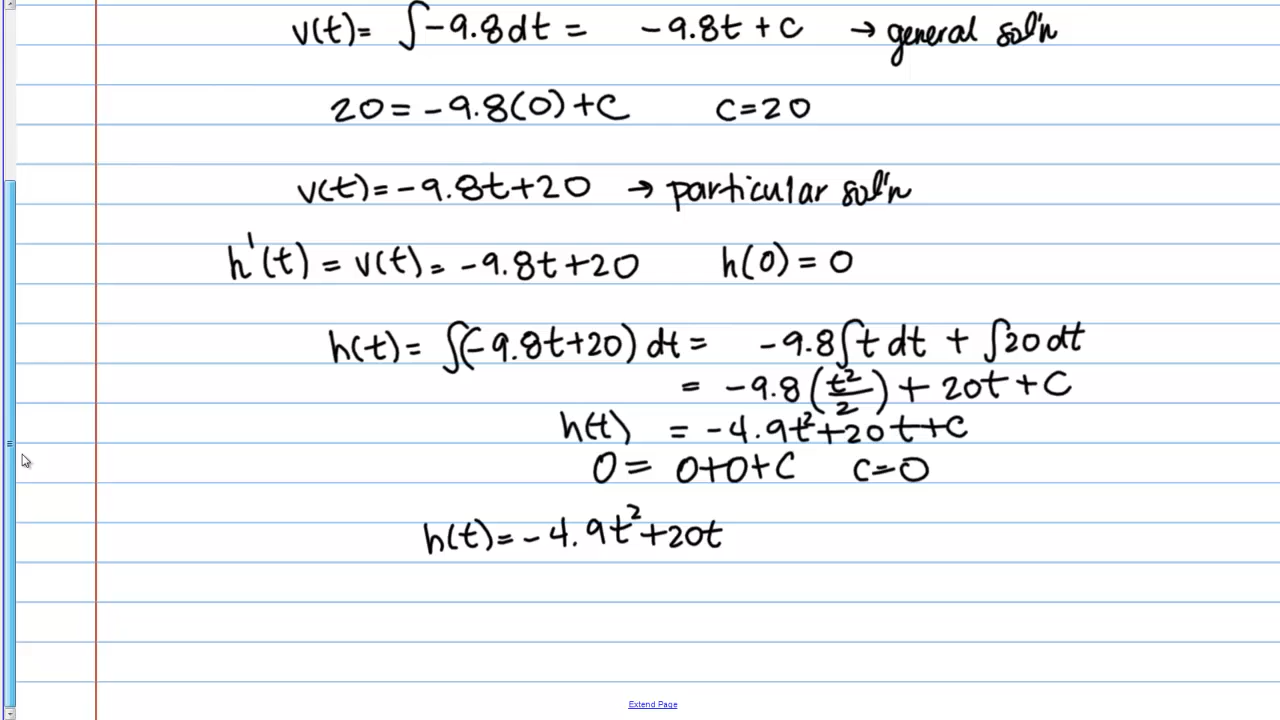 v(t)= ∫-9.8dt = -9.8t + C → general sol'n
20 = -9.8(0)+C C=20
v(t)=-9.8t+20 → particular sol'n
h'(t) = v(t)= -9.8t+20 h(0)=0
h(t)= ∫(-9.8t+20) dt = -9.8∫t dt + ∫20dt
= -9.8(t²/2) + 20t + C
h(t) = -4.9t²+20t+C
0 = 0+0+C C=0
h(t)=-4.9t²+20t
Extend Page